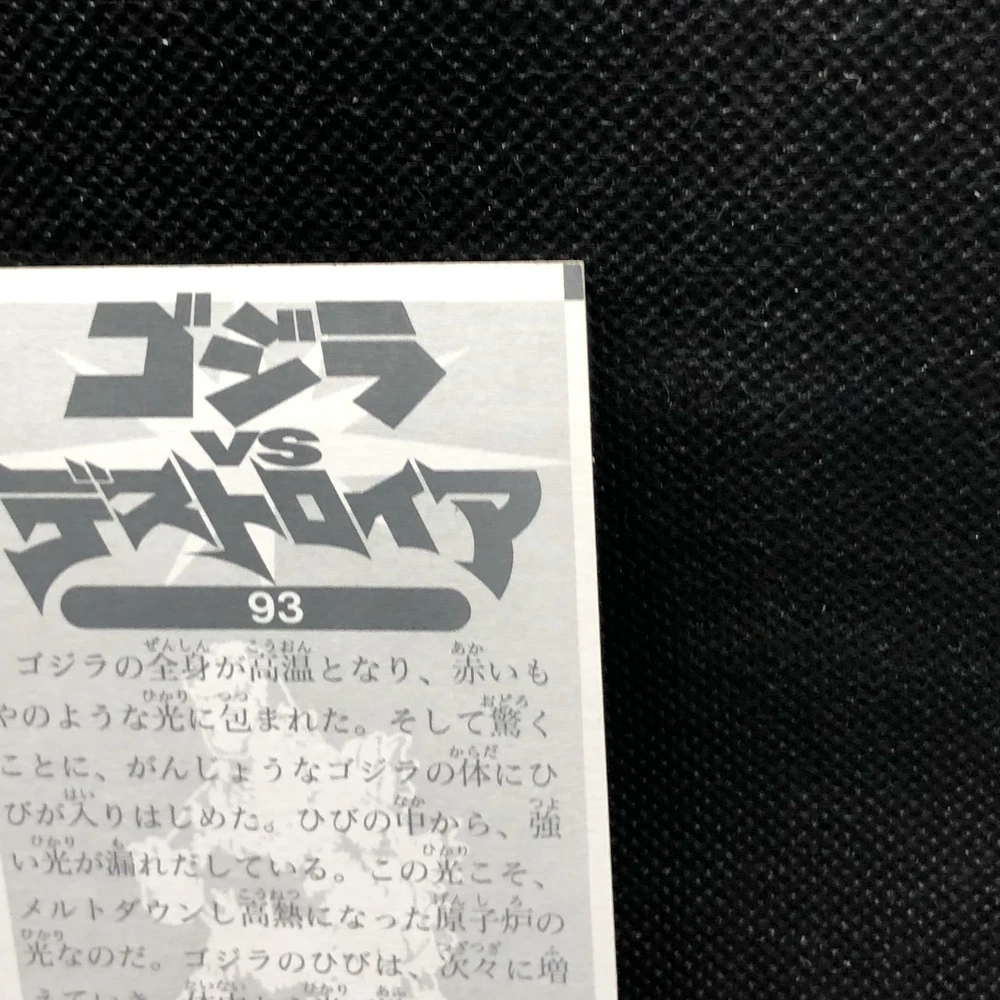 ゴジラ
VS
デストロイア
93
ゴジラの全身が高温となり、赤いも
やのような光に包まれた。そして驚く
ことに、がんじょうなゴジラの体にひ
びが入りはじめた。ひびの中から、強
い光が漏れだしている。この光こそ、
メルトダウンし高熱になった原子炉の
光なのだ。ゴジラのひびは、次々に増